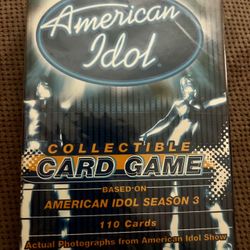 American
Idol
COLLECTIBLE
CARD GAME
BASED ON
AMERICAN IDOL SEASON 3
110 Cards
Actual Photographs from American Idol Show